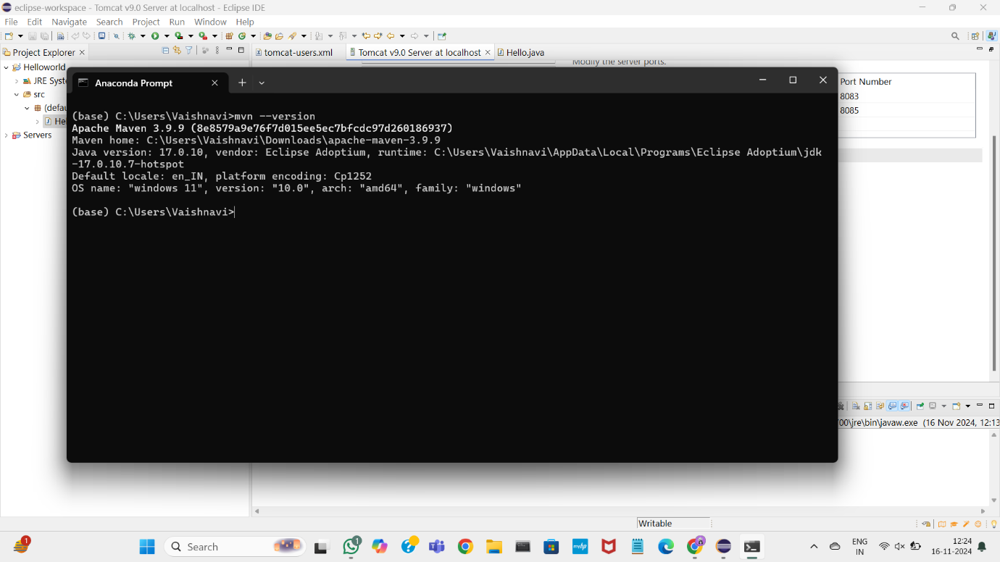 eclipse-workspace - Tomcat v9.0 Server at localhost - Eclipse IDE
File Edit Navigate Search Project Run Window Help
Project Explorer
tomcat-users.xml
Tomcat v9.0 Server at localhost
Hello.java
Modify the server ports.
Helloworld
JRE Syste
src
(defau
Hel
Servers
Port Number
8083
8085
Anaconda Prompt
(base) C:\Users\Vaishnavi>mvn --version
Apache Maven 3.9.9 (8e8579a9e76f7d015ee5ec7bfcdc97d260186937)
Maven home: C:\Users\Vaishnavi\Downloads\apache-maven-3.9.9
Java version: 17.0.10, vendor: Eclipse Adoptium, runtime: C:\Users\Vaishnavi\AppData\Local\Programs\Eclipse Adoptium\jdk
-17.0.10.7-hotspot
Default locale: en_IN, platform encoding: Cp1252
OS name: "windows 11", version: "10.0", arch: "amd64", family: "windows"
(base) C:\Users\Vaishnavi>
00\jre\bin\javaw.exe (16 Nov 2024, 12:13
Writable
1
Search
1
myhp
ENG
IN
12:24
16-11-2024